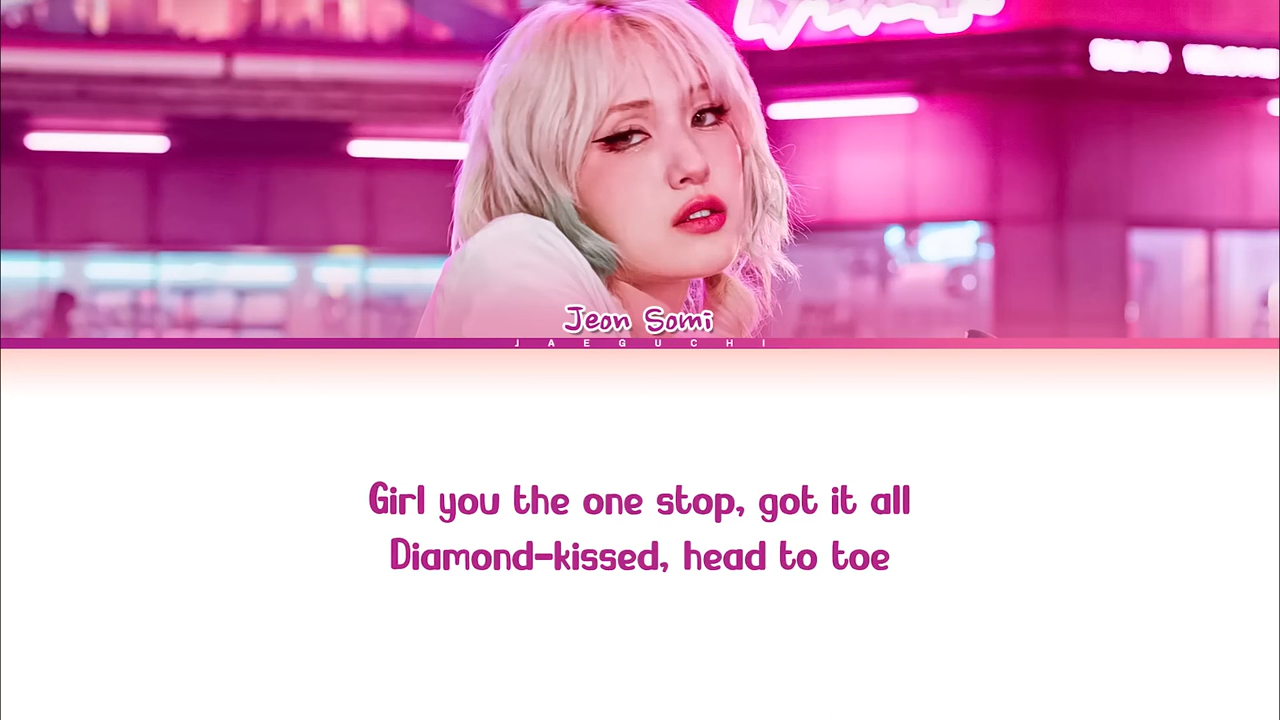 Jeon Somi
JAEGUCHI
Girl you the one stop, got it all
Diamond-kissed, head to toe